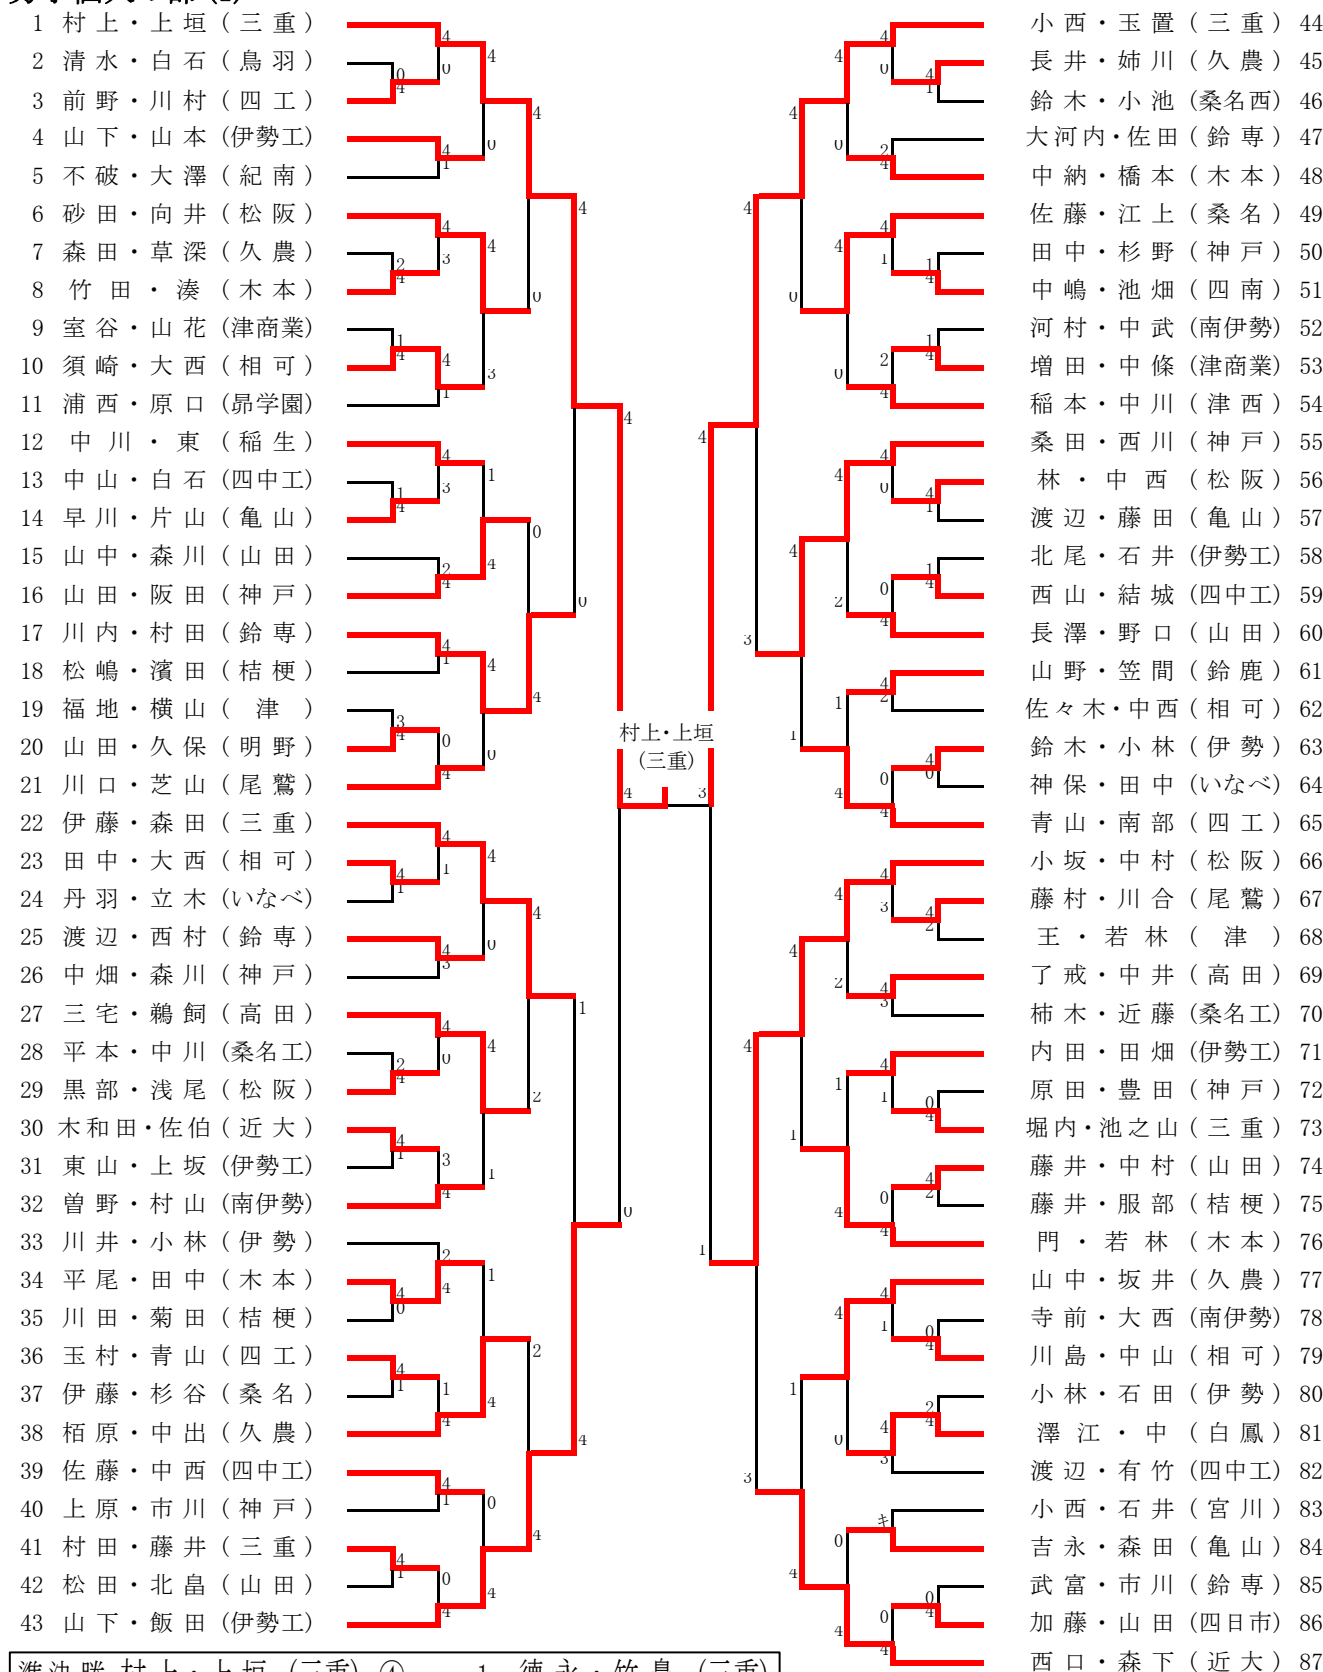 1 村上・上垣 (三重)
2 清水・白石 (鳥羽)
3 前野・川村 (四工)
4 山下・山本 (伊勢工)
5 不破・大澤 (紀南)
6 砂田・向井 (松阪)
7 森田・草深 (久農)
8 竹田・湊 (木本)
9 室谷・山花 (津商業)
10 須崎・大西 (相可)
11 浦西・原口 (昴学園)
12 中川・東 (稲生)
13 中山・白石 (四中工)
14 早川・片山 (亀山)
15 山中・森川 (山田)
16 山田・阪田 (神戸)
17 川内・村田 (鈴専)
18 松嶋・濱田 (桔梗)
19 福地・横山 (津)
20 山田・久保 (明野)
21 川口・芝山 (尾鷲)
22 伊藤・森田 (三重)
23 田中・大西 (相可)
24 丹羽・立木 (いなべ)
25 渡辺・西村 (鈴専)
26 中畑・森川 (神戸)
27 三宅・鵜飼 (高田)
28 平本・中川 (桑名工)
29 黒部・浅尾 (松阪)
30 木和田・佐伯 (近大)
31 東山・上坂 (伊勢工)
32 曽野・村山 (南伊勢)
33 川井・小林 (伊勢)
34 平尾・田中 (木本)
35 川田・菊田 (桔梗)
36 玉村・青山 (四工)
37 伊藤・杉谷 (桑名)
38 栢原・中出 (久農)
39 佐藤・中西 (四中工)
40 上原・市川 (神戸)
41 村田・藤井 (三重)
42 松田・北畠 (山田)
43 山下・飯田 (伊勢工)
村上・上垣
(三重)
4 3
小西・玉置 (三重) 44
長井・姉川 (久農) 45
鈴木・小池 (桑名西) 46
大河内・佐田 (鈴専) 47
中納・橋本 (木本) 48
佐藤・江上 (桑名) 49
田中・杉野 (神戸) 50
中嶋・池畑 (四南) 51
河村・中武 (南伊勢) 52
増田・中條 (津商業) 53
稲本・中川 (津西) 54
桑田・西川 (神戸) 55
林・中西 (松阪) 56
渡辺・藤田 (亀山) 57
北尾・石井 (伊勢工) 58
西山・結城 (四中工) 59
長澤・野口 (山田) 60
山野・笠間 (鈴鹿) 61
佐々木・中西 (相可) 62
鈴木・小林 (伊勢) 63
神保・田中 (いなべ) 64
青山・南部 (四工) 65
小坂・中村 (松阪) 66
藤村・川合 (尾鷲) 67
王・若林 (津) 68
了戒・中井 (高田) 69
柿木・近藤 (桑名工) 70
内田・田畑 (伊勢工) 71
原田・豊田 (神戸) 72
堀内・池之山 (三重) 73
藤井・中村 (山田) 74
藤井・服部 (桔梗) 75
門・若林 (木本) 76
山中・坂井 (久農) 77
寺前・大西 (南伊勢) 78
川島・中山 (相可) 79
小林・石田 (伊勢) 80
澤江・中 (白鳳) 81
渡辺・有竹 (四中工) 82
小西・石井 (宮川) 83
吉永・森田 (亀山) 84
武富・市川 (鈴専) 85
加藤・山田 (四日市) 86
西口・森下 (近大) 87
準決勝 村上・上垣 (三重) ④ 1 徳永・竹島 (三重)